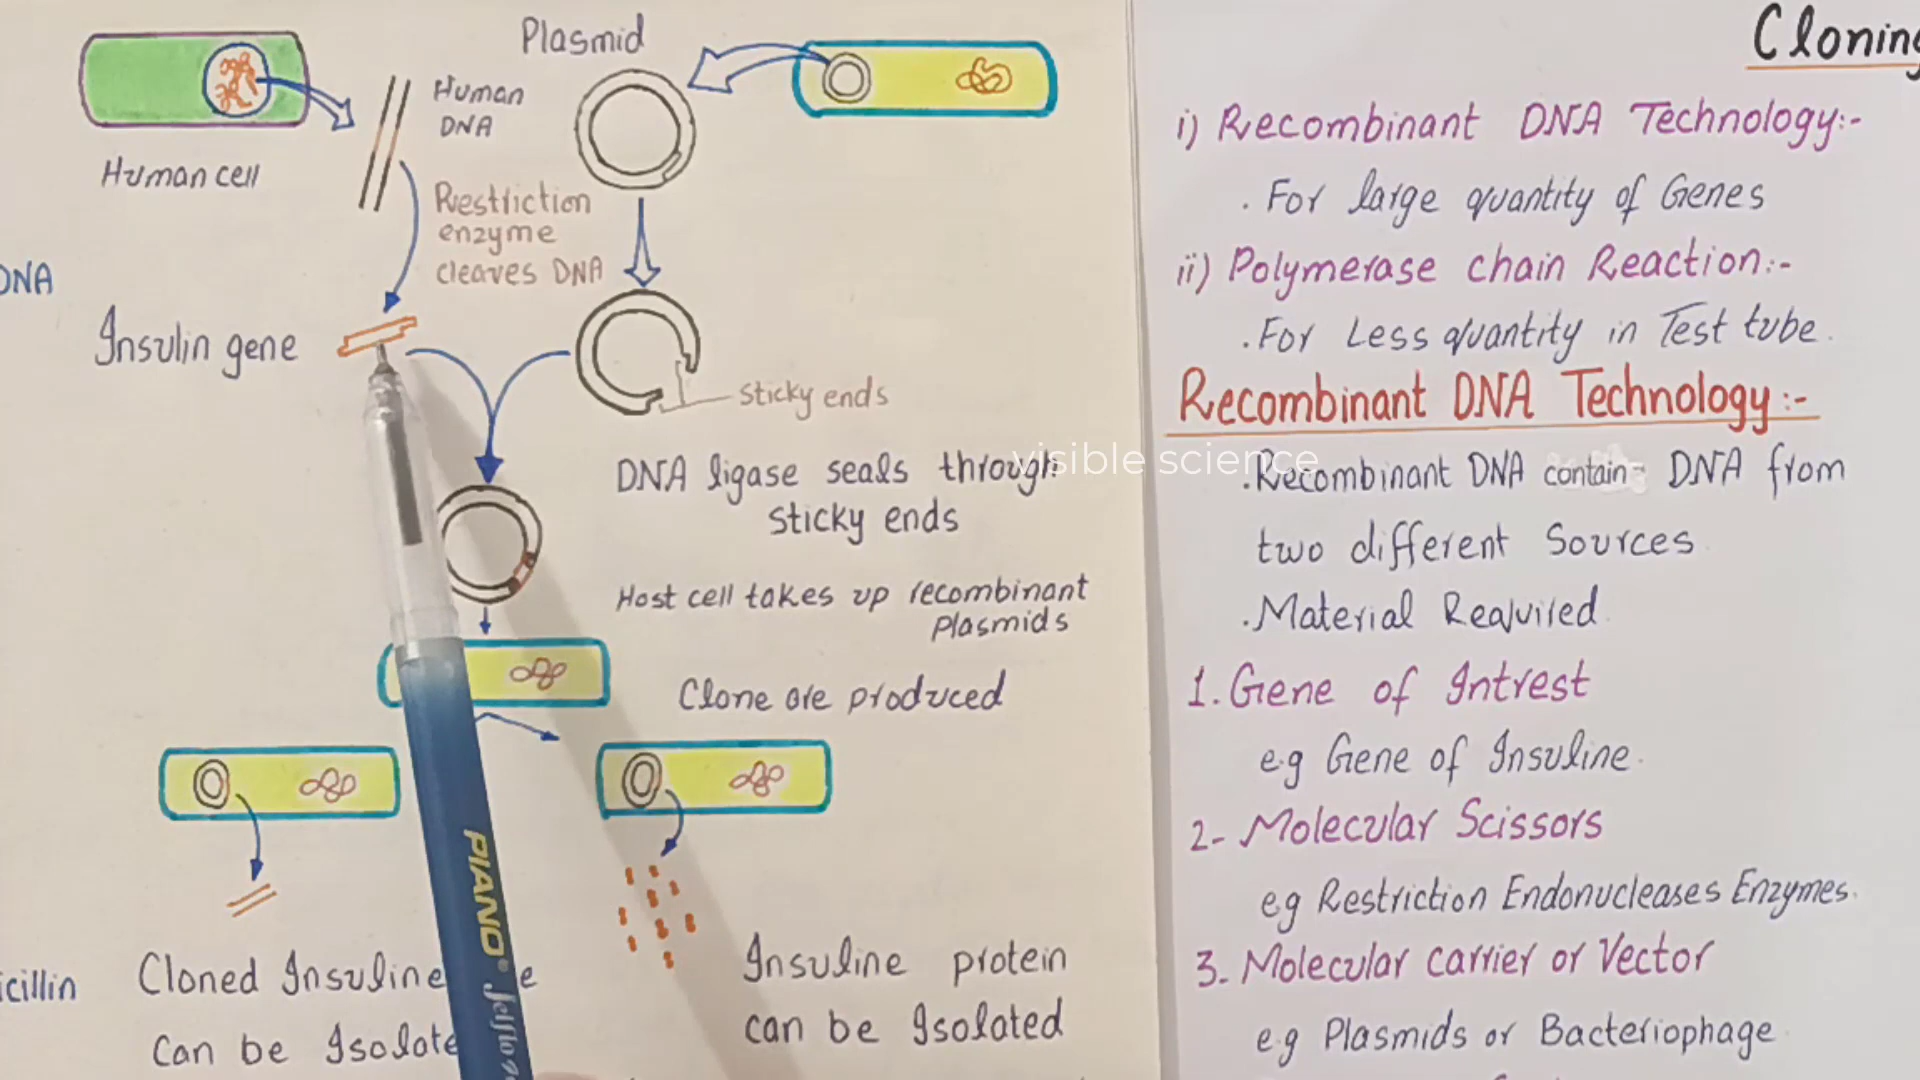 Plasmid
Human
DNA
Human cell
Restriction
enzyme
cleaves DNA
DNA
Insulin gene
Sticky ends
DNA ligase seals through
Sticky ends
Host cell takes up recombinant
Plasmids
Clone are produced
Cloned Insuline
can be Isolate
Insuline protein
can be Isolated
icillin
PIANO
Jelflo
Cloning
i) Recombinant DNA Technology:-
. For large quantity of Genes
ii) Polymerase chain Reaction:-
. For Less quantity in Test tube.
Recombinant DNA Technology:-
visible science
. Recombinant DNA contain DNA from
two different Sources
. Material Required
1. Gene of Intrest
e.g Gene of Insuline.
2- Molecular Scissors
eg Restriction Endonucleases Enzymes.
3. Molecular carrier or Vector
e.g Plasmids or Bacteriophage